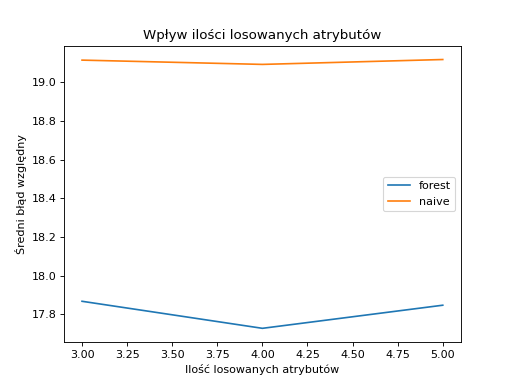 Wpływ ilości losowanych atrybutów
Średni błąd względny
19.0
18.8
18.6
18.4
18.2
18.0
17.8
forest
naive
3.00 3.25 3.50 3.75 4.00 4.25 4.50 4.75 5.00
Ilość losowanych atrybutów